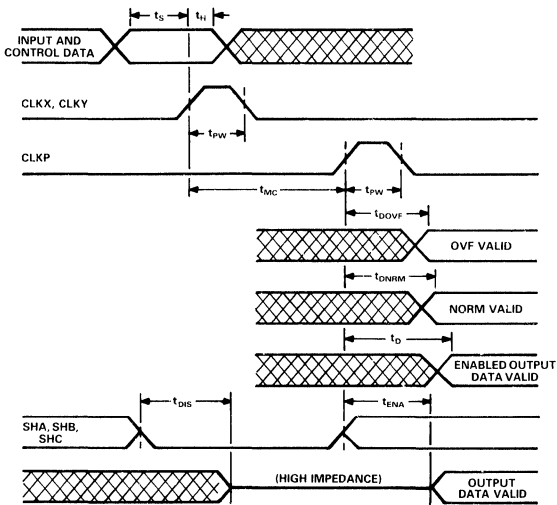 tS
tH
INPUT AND
CONTROL DATA
CLKX, CLKY
tPW
CLKP
tMC
tPW
tDOVF
OVF VALID
tDNRM
NORM VALID
tD
ENABLED OUTPUT
DATA VALID
tDIS
tENA
SHA, SHB,
SHC
(HIGH IMPEDANCE)
OUTPUT
DATA VALID